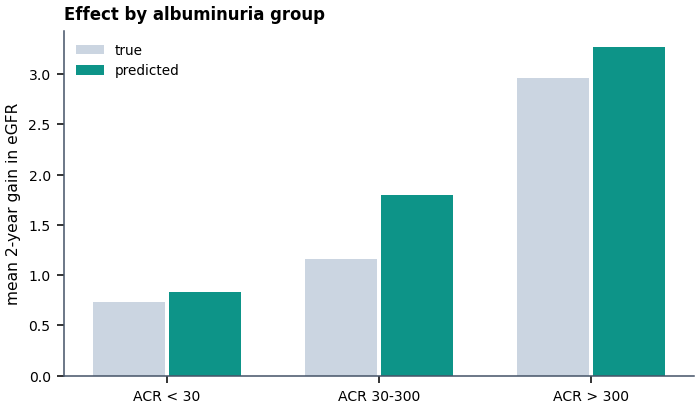 Effect by albuminuria group
true
predicted
mean 2-year gain in eGFR
3.0
2.5
2.0
1.5
1.0
0.5
0.0
ACR < 30
ACR 30-300
ACR > 300